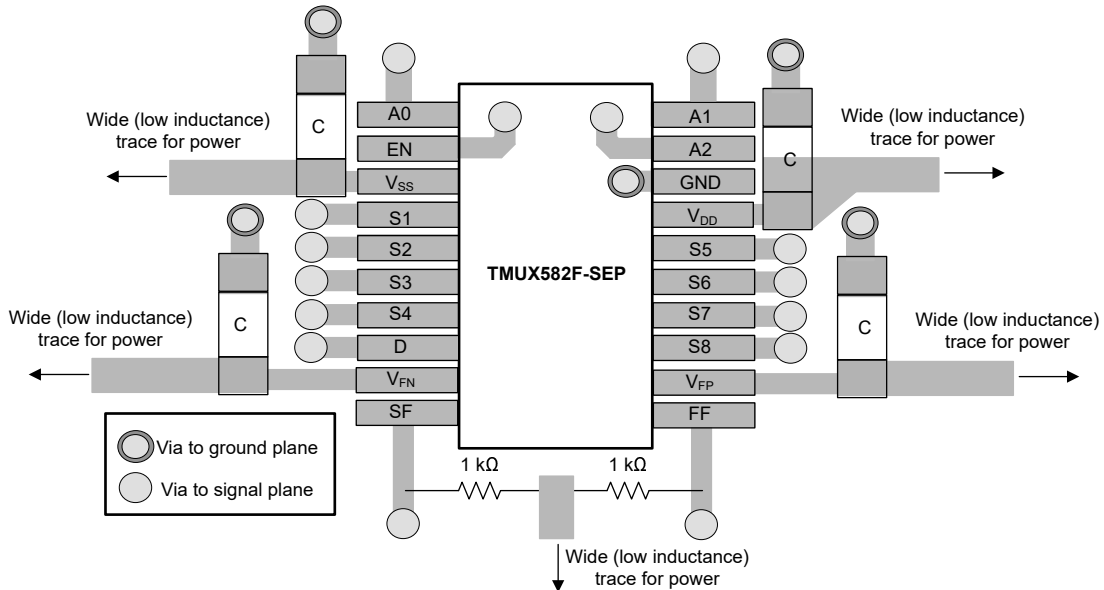 A0
A1
C
Wide (low inductance)
trace for power
C
Wide (low inductance)
trace for power
EN
A2
VSS
GND
S1
VDD
S2
S5
TMUX582F-SEP
S3
S6
S4
S7
C
Wide (low inductance)
trace for power
C
Wide (low inductance)
trace for power
D
S8
VFN
VFP
SF
FF
Via to ground plane
Via to signal plane
1 kΩ
1 kΩ
Wide (low inductance)
trace for power